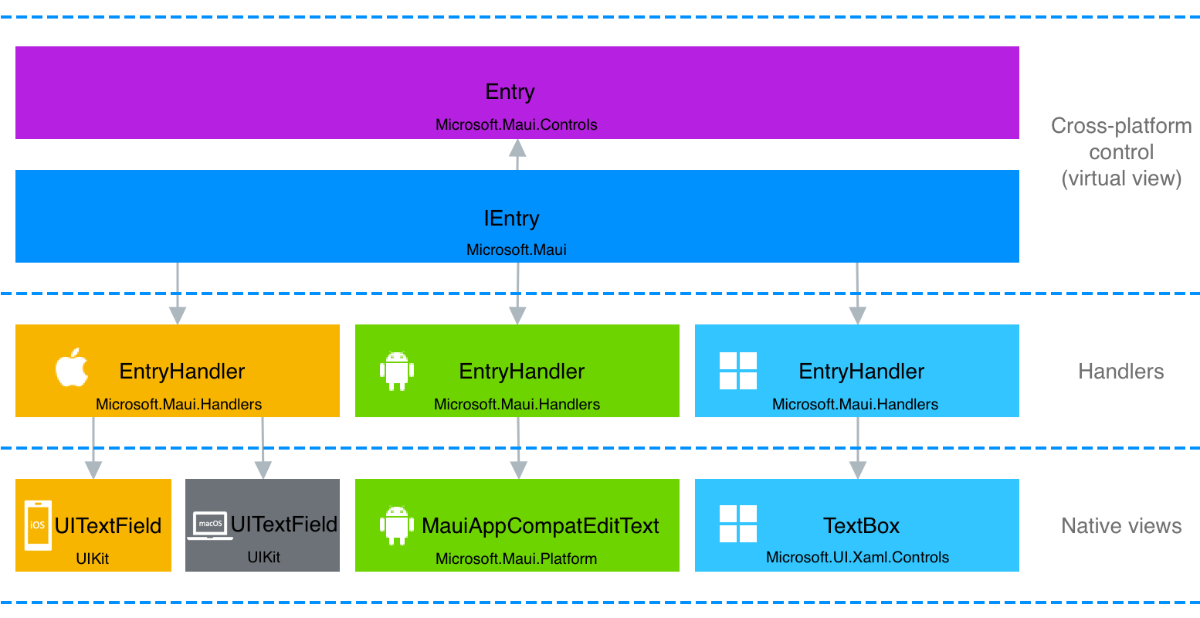 Entry
Microsoft.Maui.Controls
Cross-platform
control
(virtual view)
IEntry
Microsoft.Maui
EntryHandler
Microsoft.Maui.Handlers
EntryHandler
Microsoft.Maui.Handlers
EntryHandler
Microsoft.Maui.Handlers
Handlers
iOS
UITextField
UIKit
macOS
UITextField
UIKit
MauiAppCompatEditText
Microsoft.Maui.Platform
TextBox
Microsoft.UI.Xaml.Controls
Native views